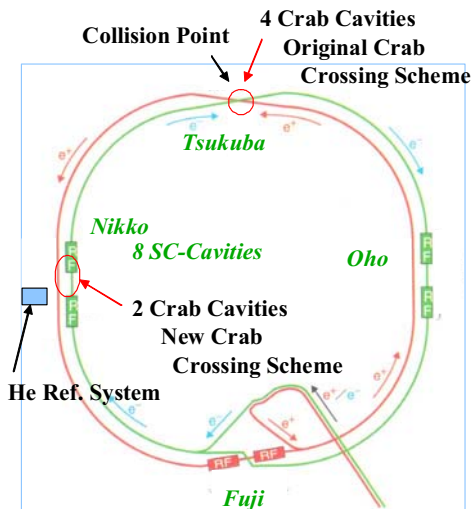 4 Crab Cavities
Collision Point
Original Crab
Crossing Scheme
e⁻
e⁺
Tsukuba
e⁺
e⁻
Nikko
8 SC-Cavities
Oho
RF
RF
RF
RF
2 Crab Cavities
New Crab
Crossing Scheme
He Ref. System
e⁺/e⁻
e⁺
e⁻
e⁻
e⁺
RF
RF
Fuji